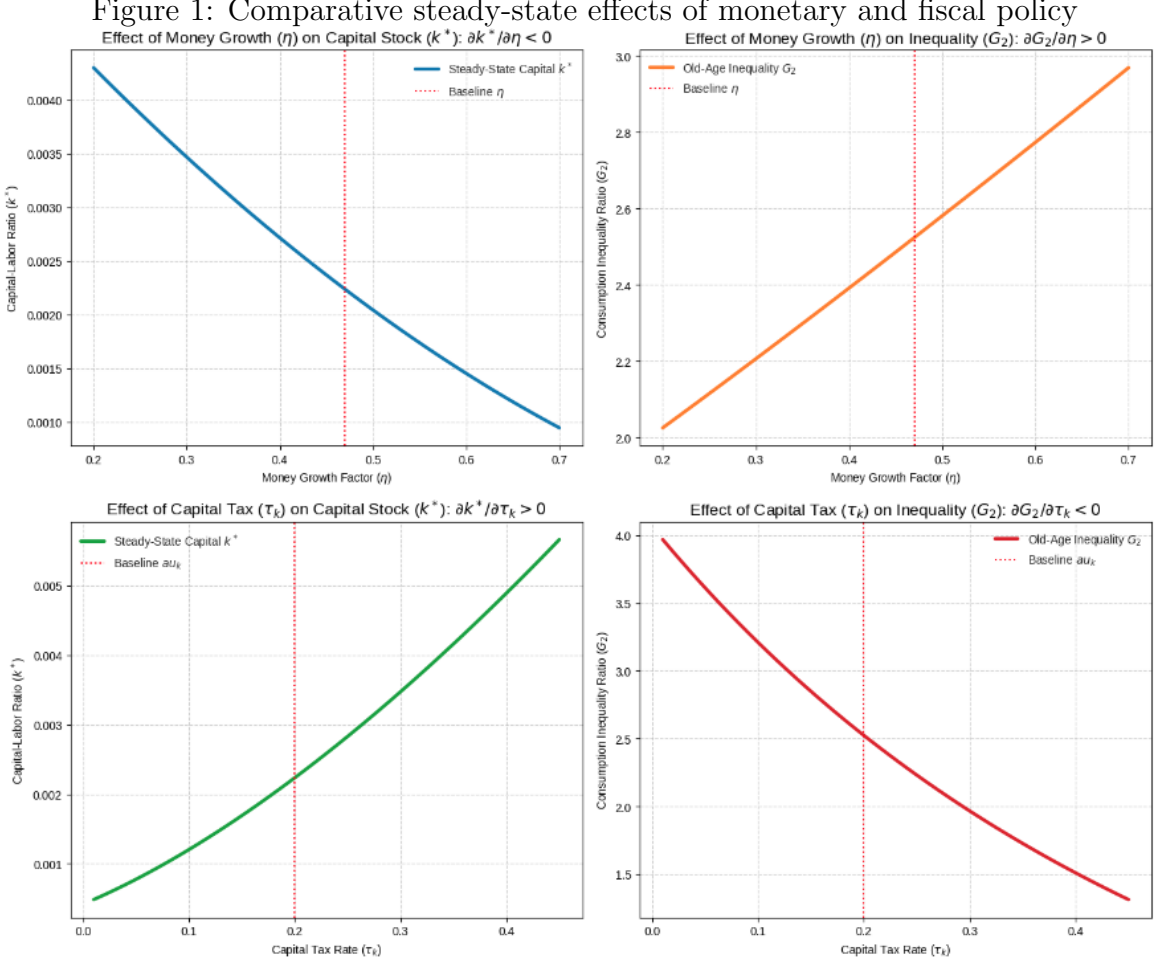 Figure 1: Comparative steady-state effects of monetary and fiscal policy
Effect of Money Growth (η) on Capital Stock (k*): ∂k*/∂η < 0
Steady-State Capital k*
Baseline η
0.0040
0.0035
0.0030
0.0025
0.0020
0.0015
0.0010
Capital-Labor Ratio (k*)
0.2 0.3 0.4 0.5 0.6 0.7
Money Growth Factor (η)
Effect of Money Growth (η) on Inequality (G₂): ∂G₂/∂η > 0
Old-Age Inequality G₂
Baseline η
3.0
2.8
2.6
2.4
2.2
2.0
Consumption Inequality Ratio (G₂)
0.2 0.3 0.4 0.5 0.6 0.7
Money Growth Factor (η)
Effect of Capital Tax (τₖ) on Capital Stock (k*): ∂k*/∂τₖ > 0
Steady-State Capital k*
Baseline auₖ
0.005
0.004
0.003
0.002
0.001
Capital-Labor Ratio (k*)
0.0 0.1 0.2 0.3 0.4
Capital Tax Rate (τₖ)
Effect of Capital Tax (τₖ) on Inequality (G₂): ∂G₂/∂τₖ < 0
Old-Age Inequality G₂
Baseline auₖ
4.0
3.5
3.0
2.5
2.0
1.5
Consumption Inequality Ratio (G₂)
0.0 0.1 0.2 0.3 0.4
Capital Tax Rate (τₖ)